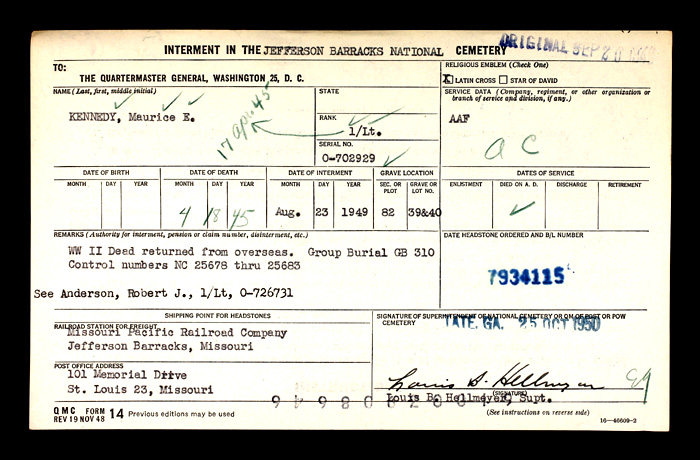 INTERMENT IN THE JEFFERSON BARRACKS NATIONAL CEMETERY
ORIGINAL SEP 20
TO:
THE QUARTERMASTER GENERAL, WASHINGTON 25, D. C.
RELIGIOUS EMBLEM (Check One)
X LATIN CROSS STAR OF DAVID
NAME (Last, first, middle initial)
KENNEDY, Maurice E.
17 apr. 45
STATE
RANK
1/Lt.
SERIAL NO.
O-702929
SERVICE DATA (Company, regiment, or other organization or
branch of service and division, if any.)
AAF
a C
DATE OF BIRTH DATE OF DEATH DATE OF INTERMENT GRAVE LOCATION DATES OF SERVICE
MONTH DAY YEAR MONTH DAY YEAR MONTH DAY YEAR SEC. OR PLOT GRAVE OR LOT NO. ENLISTMENT DIED ON A. D. DISCHARGE RETIREMENT
4 18 45 Aug. 23 1949 82 39&40
REMARKS (Authority for interment, pension or claim number, disinterment, etc.)
WW II Dead returned from overseas. Group Burial GB 310
Control numbers NC 25678 thru 25683
See Anderson, Robert J., 1/Lt, O-726731
DATE HEADSTONE ORDERED AND B/L NUMBER
7934115
SHIPPING POINT FOR HEADSTONES
RAILROAD STATION FOR FREIGHT
Missouri Pacific Railroad Company
Jefferson Barracks, Missouri
SIGNATURE OF SUPERINTENDENT OF NATIONAL CEMETERY OR QM OF POST OR POW
CEMETERY
TATE, GA. 25 OCT 1950
POST OFFICE ADDRESS
101 Memorial Drive
St. Louis 23, Missouri
Louis B. Hellmeyer
(SIGNATURE)
Louis B. Hellmeyer, Supt.
QMC FORM 14 Previous editions may be used
REV 19 NOV 48
(See instructions on reverse side)
16—46609-2